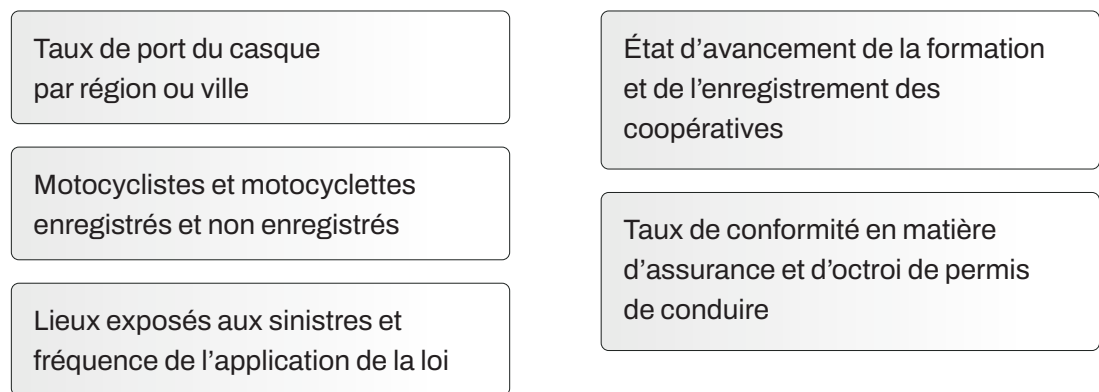 Taux de port du casque
par région ou ville
Motocyclistes et motocyclettes
enregistrés et non enregistrés
Lieux exposés aux sinistres et
fréquence de l’application de la loi
État d’avancement de la formation
et de l’enregistrement des
coopératives
Taux de conformité en matière
d’assurance et d’octroi de permis
de conduire